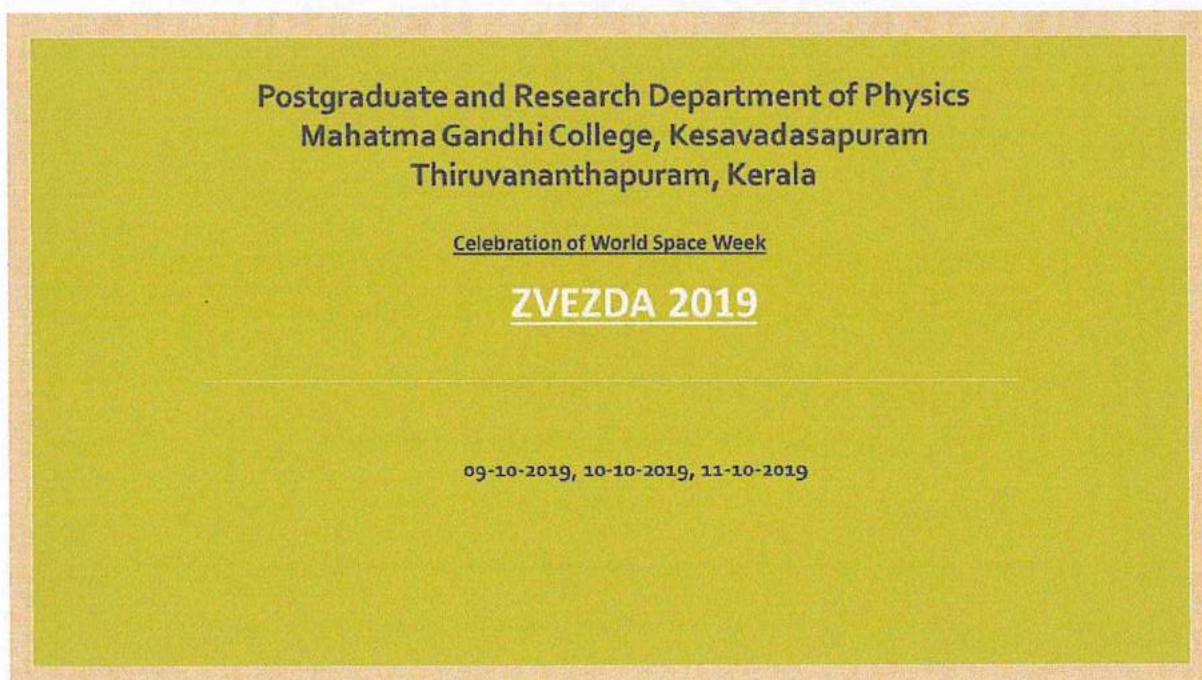 Postgraduate and Research Department of Physics
Mahatma Gandhi College, Kesavadasapuram
Thiruvananthapuram, Kerala
Celebration of World Space Week
ZVEZDA 2019
09-10-2019, 10-10-2019, 11-10-2019